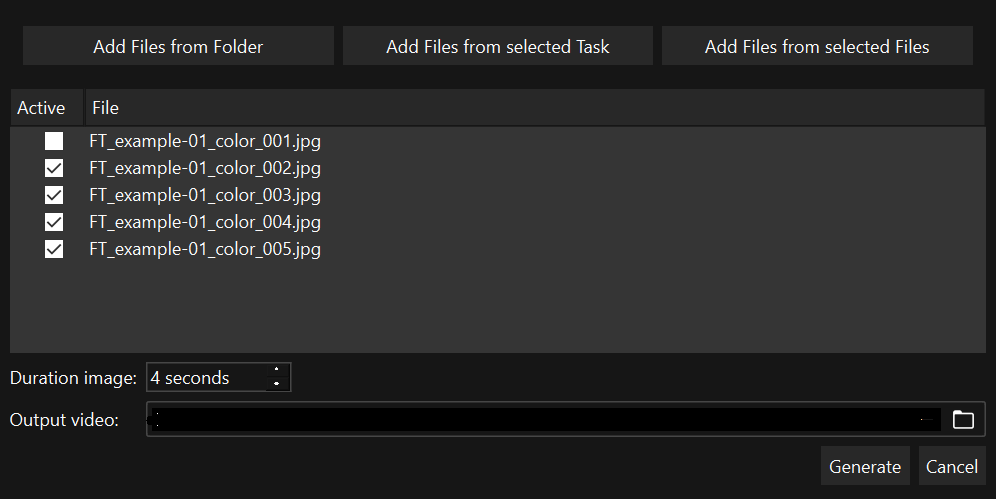 Add Files from Folder Add Files from selected Task Add Files from selected Files
Active File
FT_example-01_color_001.jpg
FT_example-01_color_002.jpg
FT_example-01_color_003.jpg
FT_example-01_color_004.jpg
FT_example-01_color_005.jpg
Duration image: 4 seconds
Output video:
Generate Cancel